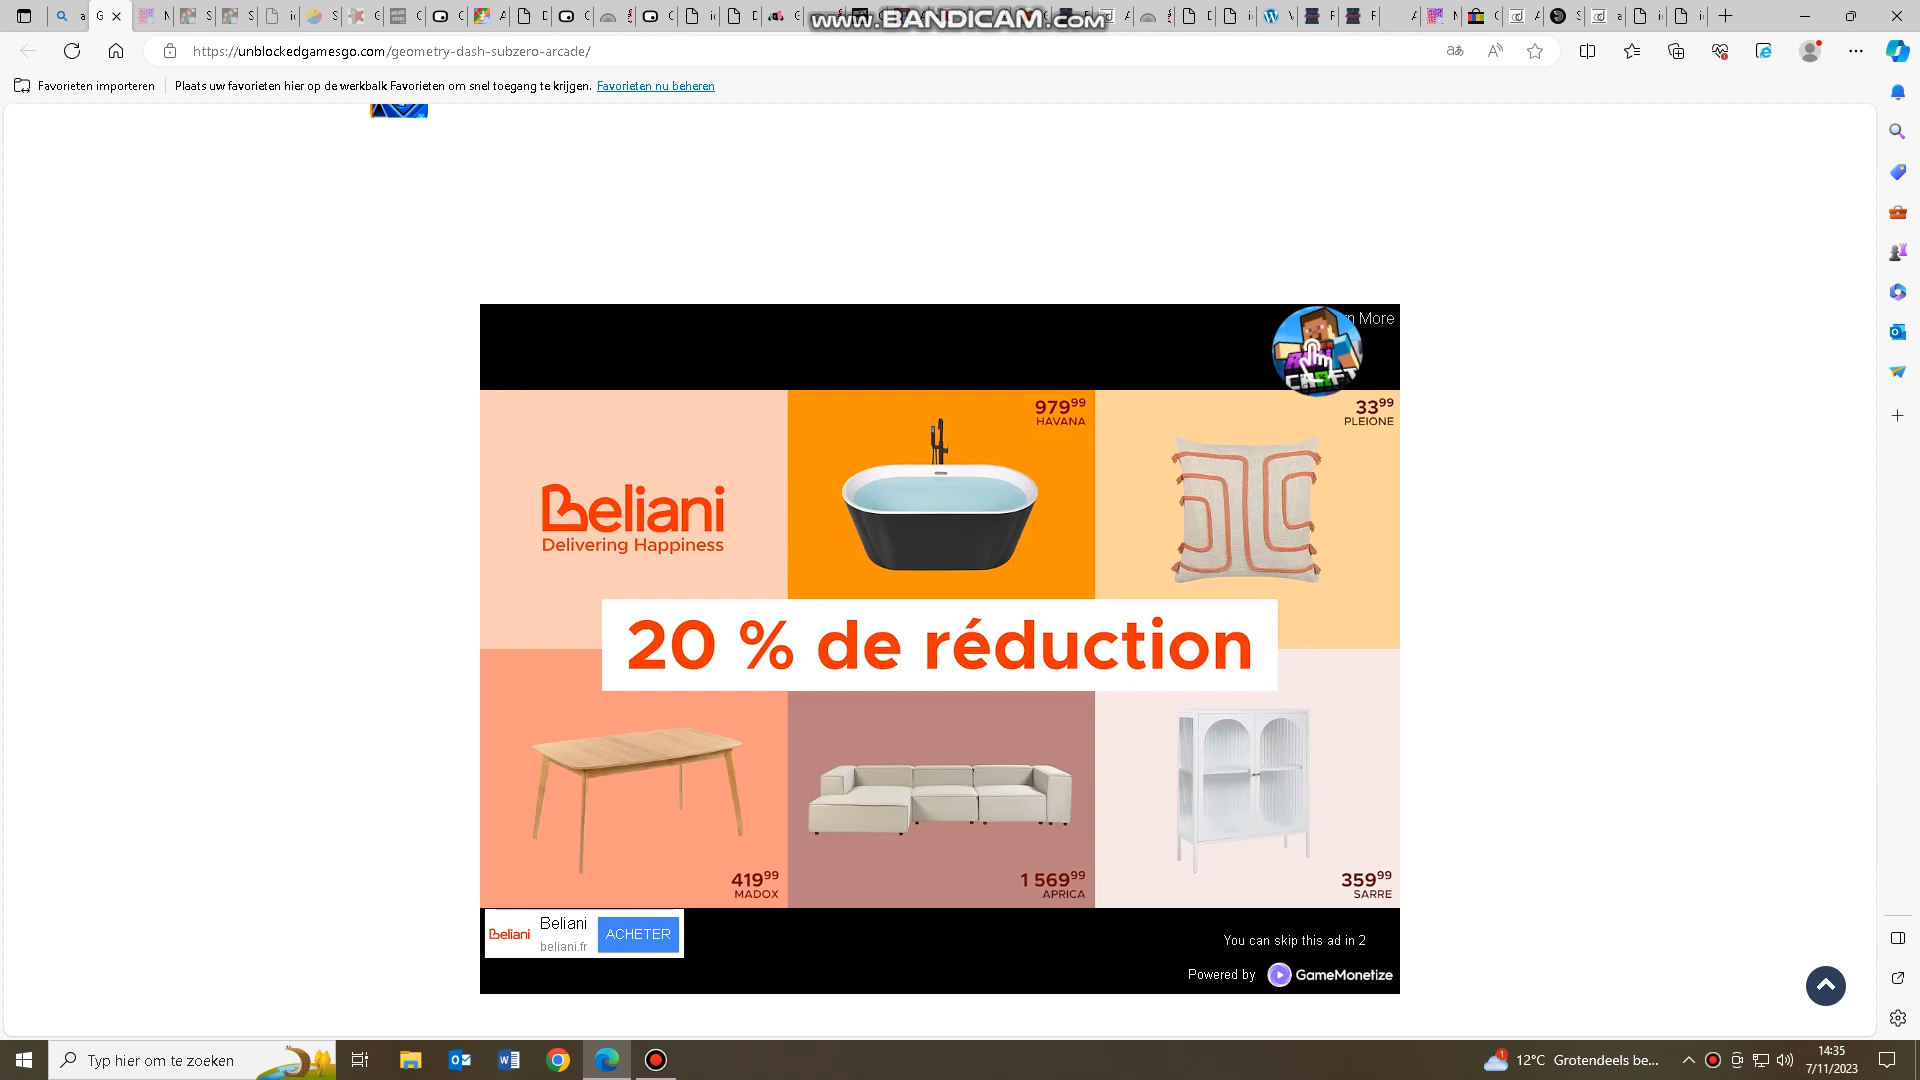 www.BANDICAM.com
https://unblockedgamesgo.com/geometry-dash-subzero-arcade/
Favorieten importeren
Plaats uw favorieten hier op de werkbalk Favorieten om snel toegang te krijgen. Favorieten nu beheren
n More
CRAFT
979⁹⁹
HAVANA
33⁹⁹
PLEIONE
Beliani
Delivering Happiness
20 % de réduction
419⁹⁹
MADOX
1 569⁹⁹
APRICA
359⁹⁹
SARRE
Beliani
Beliani
beliani.fr
ACHETER
You can skip this ad in 2
Powered by GameMonetize
Typ hier om te zoeken
12°C Grotendeels be...
14:35
7/11/2023